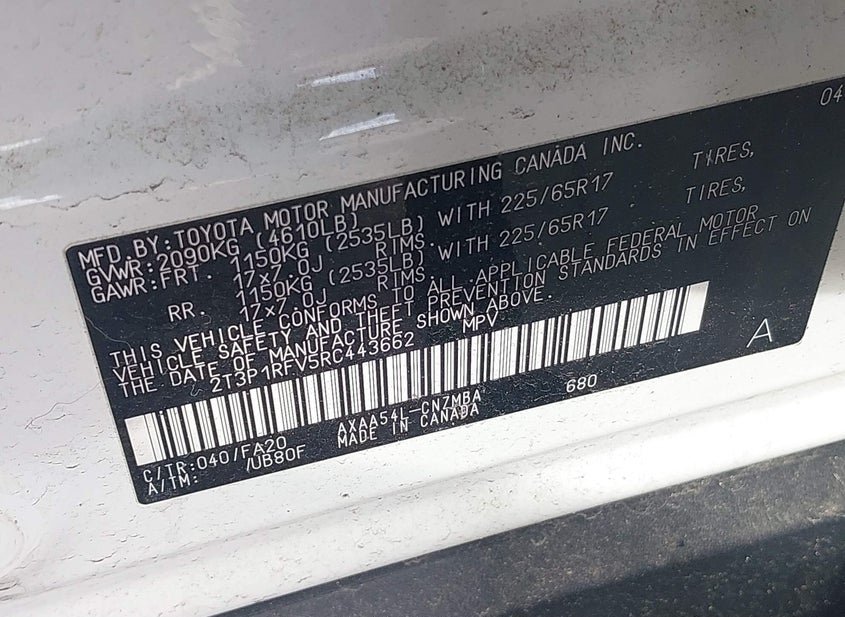 04
MFD.BY:TOYOTA MOTOR MANUFACTURING CANADA INC.
GVWR:2090KG (4610LB)
GAWR:FRT. 1150KG (2535LB) WITH 225/65R17 TIRES,
17x7.0J RIMS.
1150KG (2535LB) WITH 225/65R17 TIRES,
RR. 17x7.0J RIMS.
THIS VEHICLE CONFORMS TO ALL APPLICABLE FEDERAL MOTOR
VEHICLE SAFETY AND THEFT PREVENTION STANDARDS IN EFFECT ON
THE DATE OF MANUFACTURE SHOWN ABOVE.
2T3P1RFV5RC443662 MPV
A
C/TR:040/FA20 AXAA54L-CNZMBA 680
A/TM: /UB80F MADE IN CANADA